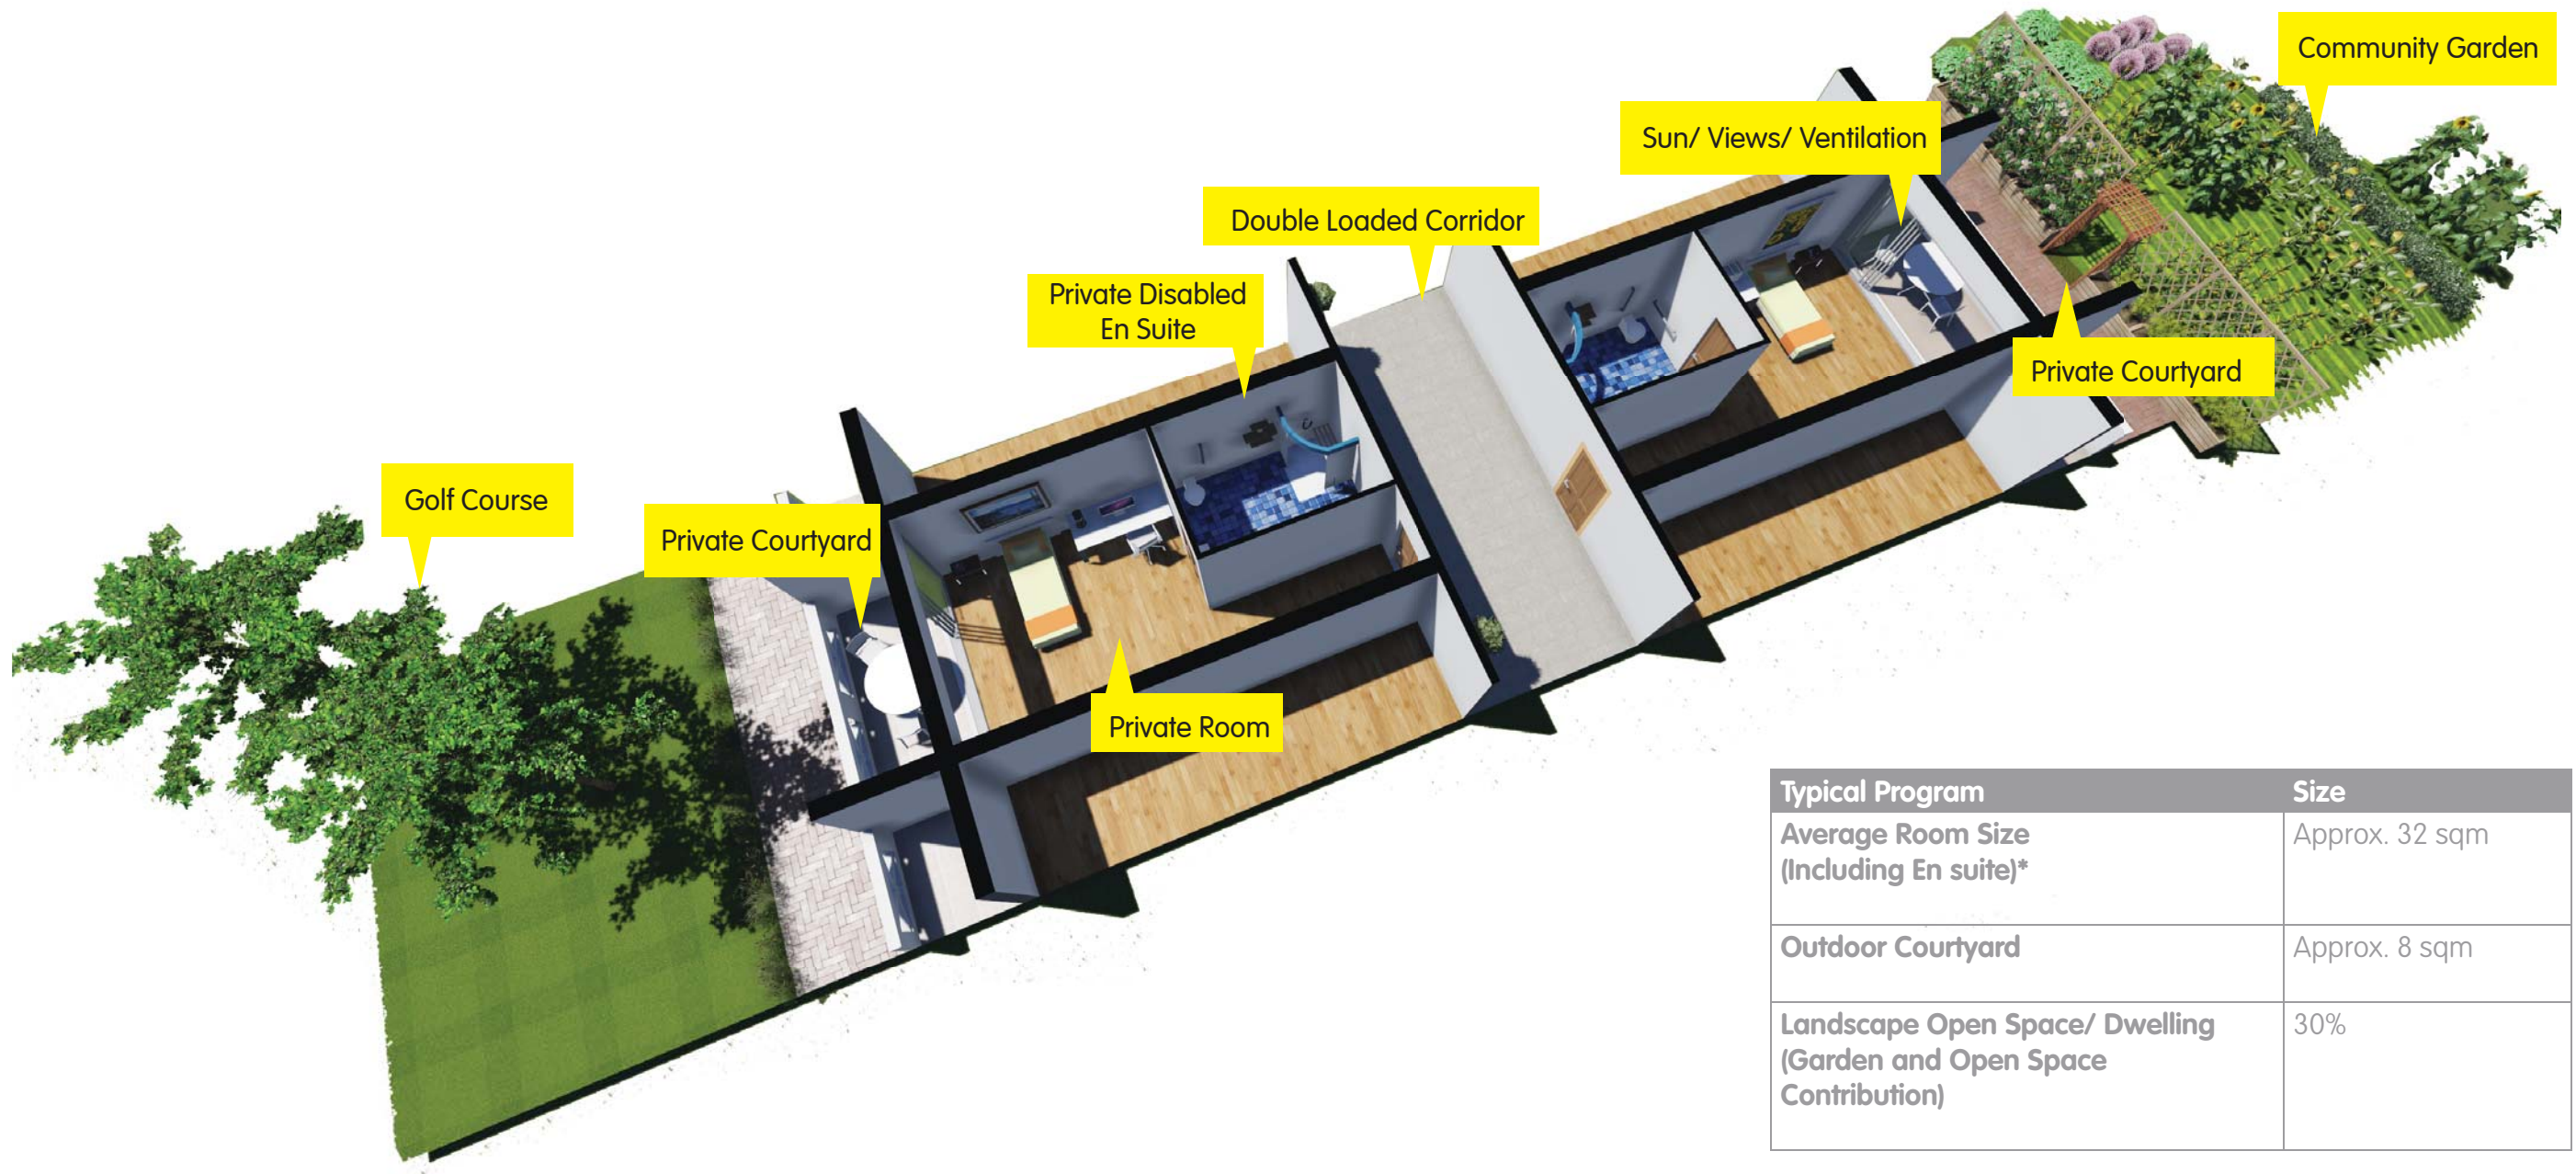 Community Garden
Sun/ Views/ Ventilation
Double Loaded Corridor
Private Disabled
En Suite
Private Courtyard
Golf Course
Private Courtyard
Private Room
Typical Program Size
Average Room Size Approx. 32 sqm
(Including En suite)*
Outdoor Courtyard Approx. 8 sqm
Landscape Open Space/ Dwelling 30%
(Garden and Open Space
Contribution)